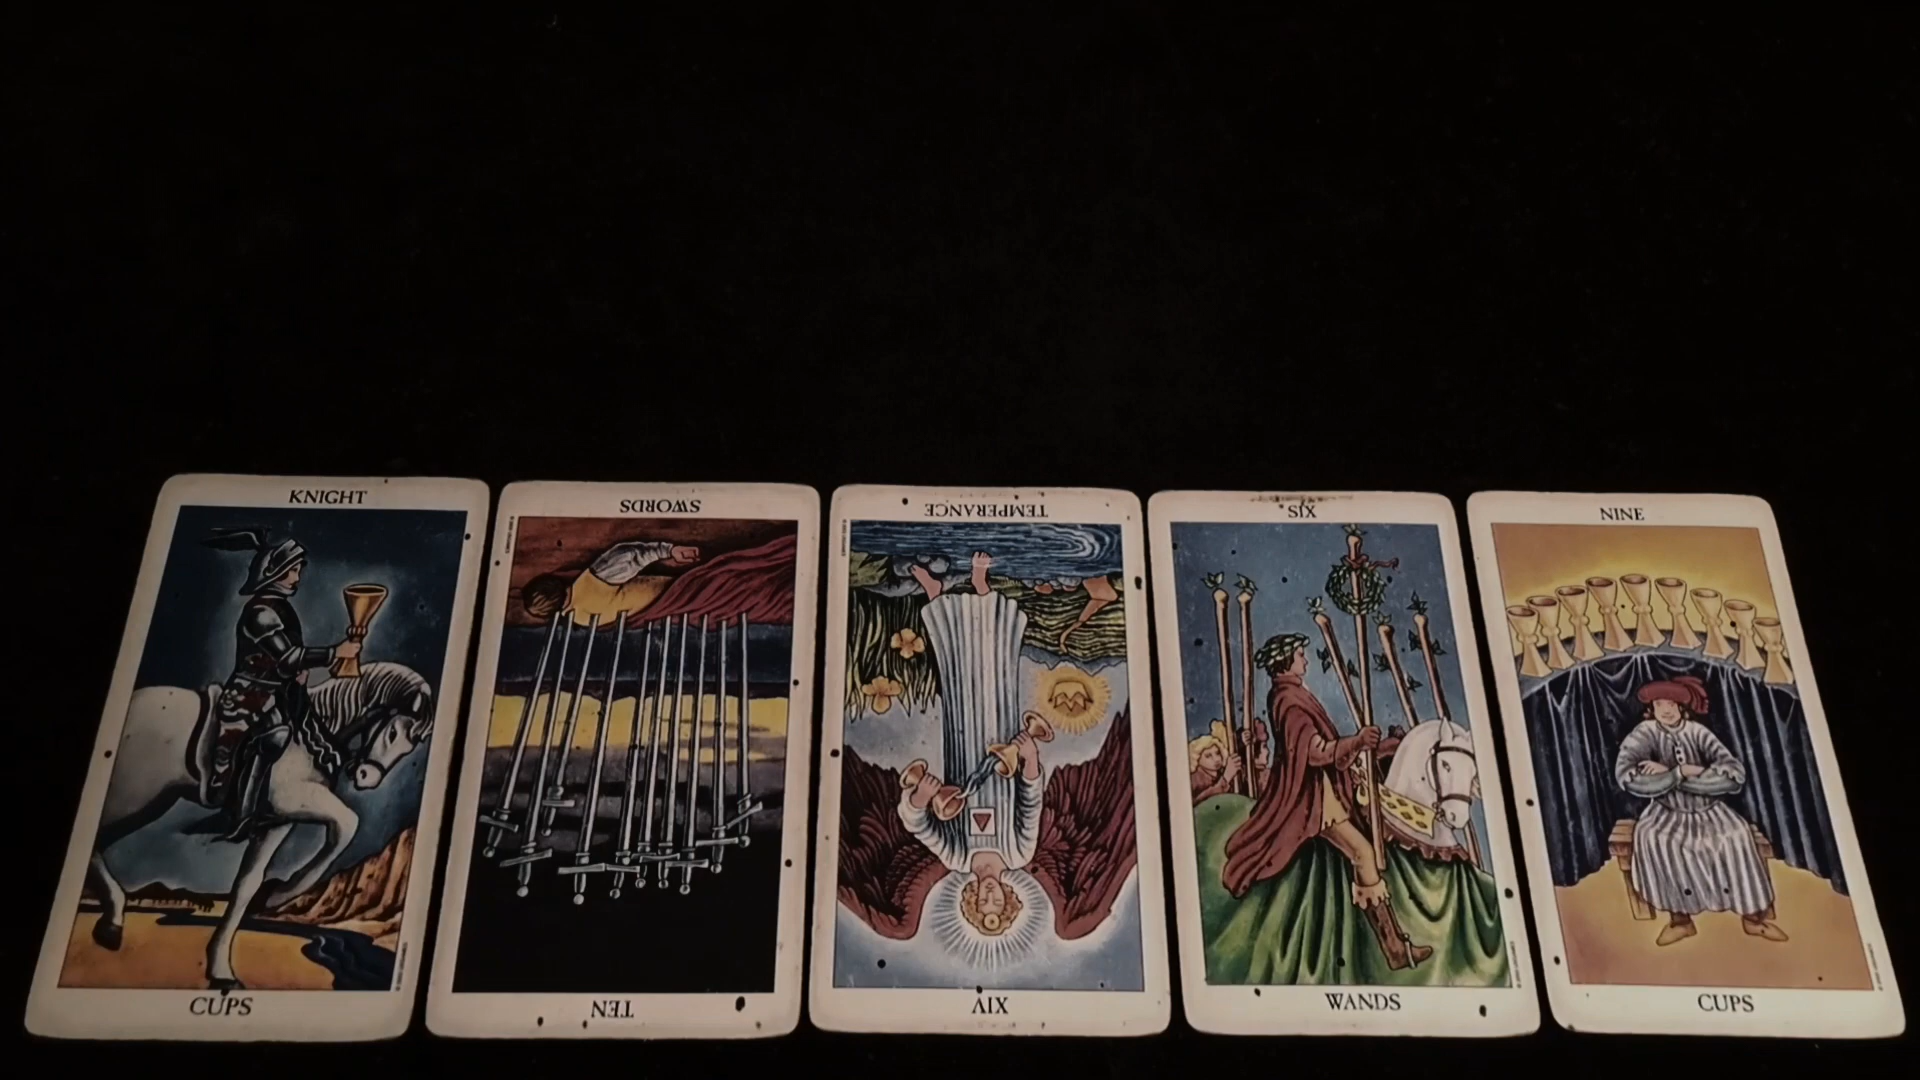 KNIGHT
CUPS
SWORDS
TEN
TEMPERANCE
XIV
SIX
WANDS
NINE
CUPS